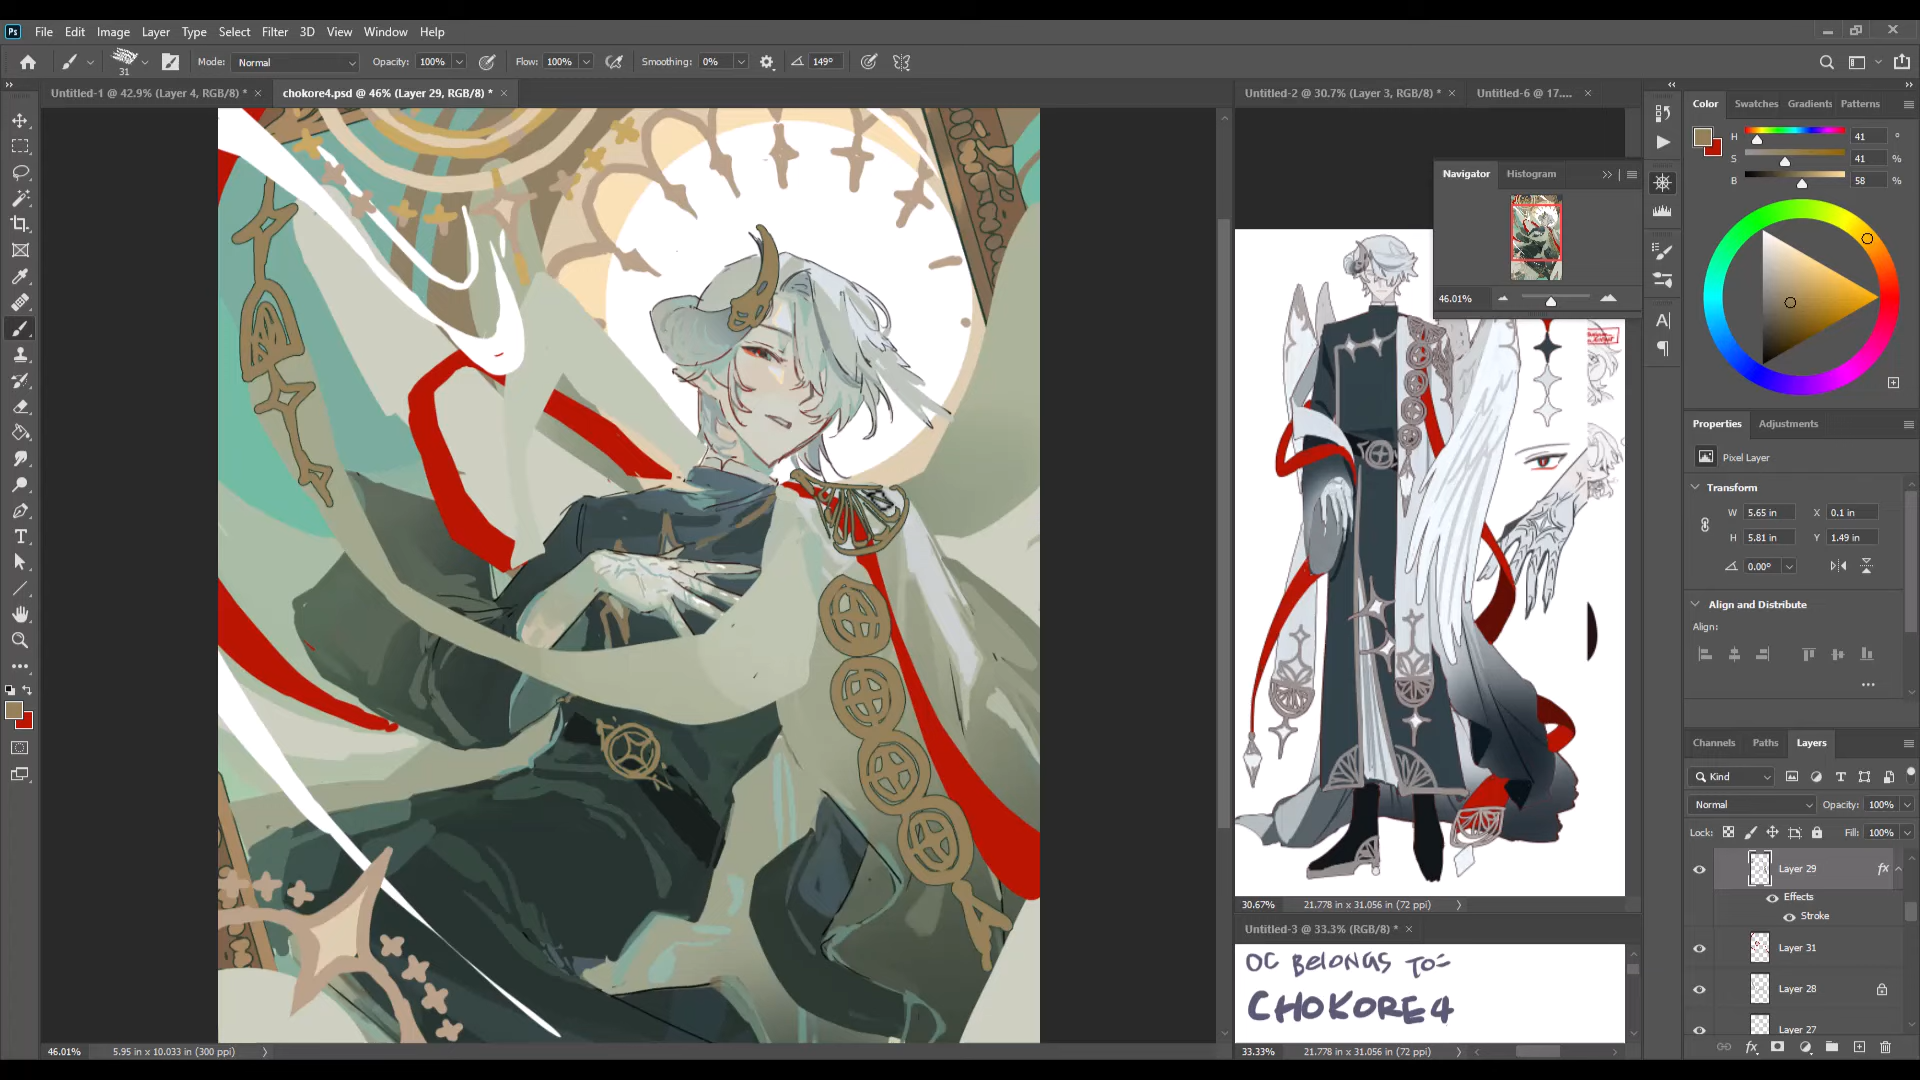 Ps File Edit Image Layer Type Select Filter 3D View Window Help
31 Mode: Normal Opacity: 100% Flow: 100% Smoothing: 0% 149°
Untitled-1 @ 42.9% (Layer 4, RGB/8) * × chokore4.psd @ 46% (Layer 29, RGB/8) * ×
Untitled-2 @ 30.7% (Layer 3, RGB/8) * × Untitled-6 @ 17.... ×
Navigator Histogram
46.01%
30.67% 21.778 in x 31.056 in (72 ppi)
Untitled-3 @ 33.3% (RGB/8) * ×
OC BELONGS TO:
CHOKORE4
33.33% 21.778 in x 31.056 in (72 ppi)
46.01% 5.95 in x 10.033 in (300 ppi)
Color Swatches Gradients Patterns
H 41 °
S 41 %
B 58 %
Properties Adjustments
Pixel Layer
Transform
W 5.65 in X 0.1 in
H 5.81 in Y 1.49 in
0.00°
Align and Distribute
Align:
Channels Paths Layers
Kind
Normal Opacity: 100%
Lock: Fill: 100%
Layer 29 fx
Effects
Stroke
Layer 31
Layer 28
Layer 27
fx